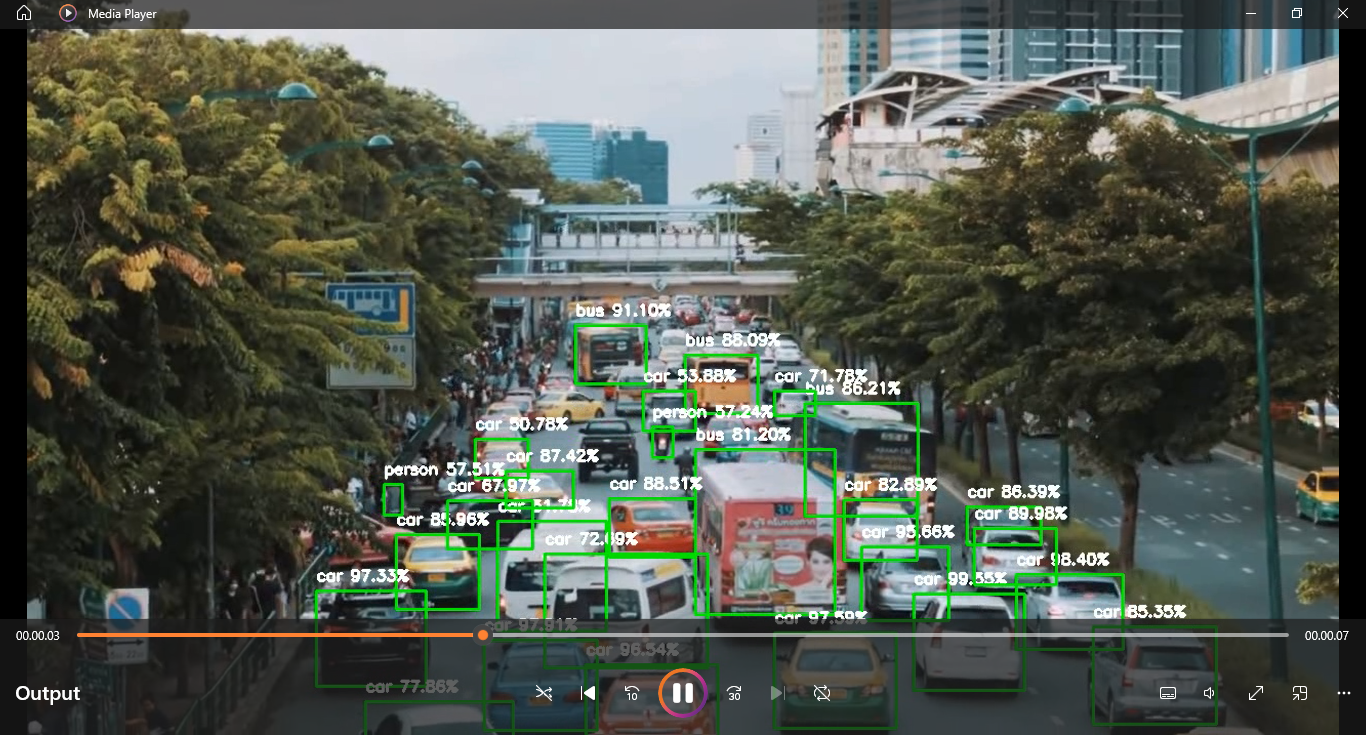 Media Player
bus 91.10%
bus 88.09%
car 53.88%
car 71.78%
bus 86.21%
person 57.24%
car 50.78%
bus 81.20%
car 87.42%
person 57.51%
car 67.97%
car 88.51%
car 82.89%
car 86.39%
car 85.96%
car 72.69%
car 95.66%
car 89.98%
car 97.33%
car 99.55%
car 98.40%
car 85.35%
car 97.91%
car 97.59%
00.00.03
00.00.07
car 96.54%
car 77.86%
Output
10
30